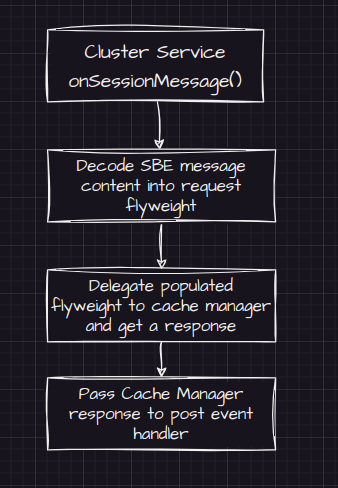 Cluster Service
onSessionMessage()
Decode SBE message
content into request
flyweight
Delegate populated
flyweight to cache manager
and get a response
Pass Cache Manager
response to post event
handler